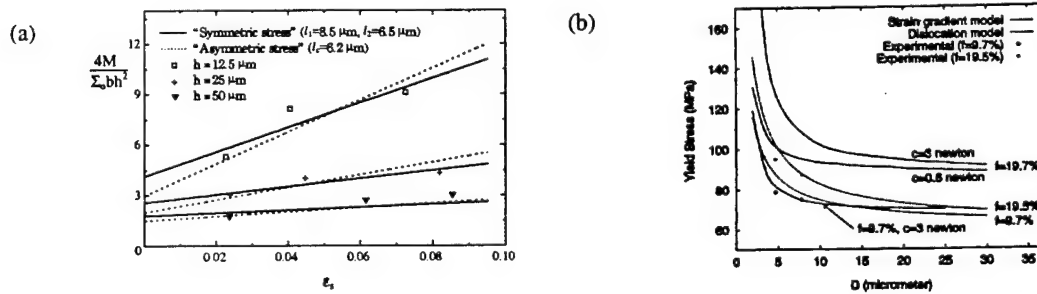 (a)
4M
Σ₀bh²
15
12
9
6
3
0
0.02
0.04
0.06
0.08
0.10
εₛ
"Symmetric stress" (l₁=8.5 μm, l₂=6.5 μm)
"Asymmetric stress" (l꜀=6.2 μm)
h = 12.5 μm
h = 25 μm
h = 50 μm
(b)
Yield Stress (MPa)
160
140
120
100
80
60
0
5
10
15
20
25
30
35
D (micrometer)
Strain gradient model
Dislocation model
Experimental (f=9.7%)
Experimental (f=19.5%)
c=3 newton
c=0.6 newton
f=19.7%
f=19.5%
f=9.7%
f=9.7%, c=3 newton